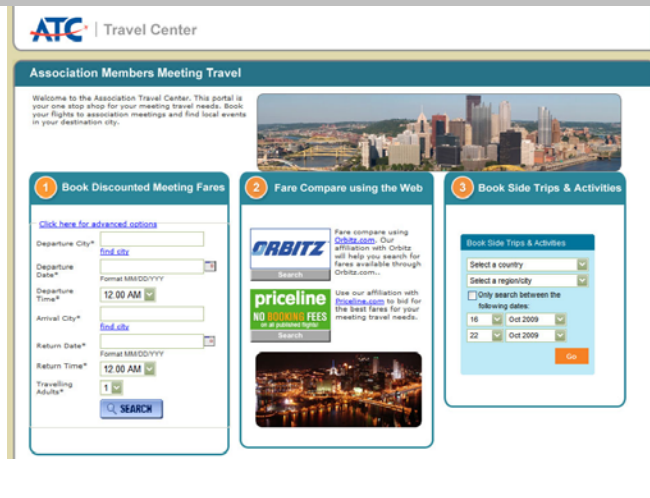 ATC | Travel Center
Association Members Meeting Travel
Welcome to the Association Travel Center. This portal is
your one stop shop for your meeting travel needs. Book
your flights to association meetings and find local events
in your destination city.
1 Book Discounted Meeting Fares
Click here for advanced options
Departure City*
find city
Departure
Date*
Format MM/DD/YYY
Departure
Time*
12.00 AM
Arrival City*
find city
Return Date*
Format MM/DD/YYY
Return Time*
12.00 AM
Travelling
Adults*
1
SEARCH
2 Fare Compare using the Web
ORBITZ
Search
Fare compare using
Orbitz.com. Our
affiliation with Orbitz
will help you search for
fares available through
Orbitz.com..
priceline
NO BOOKING FEES
on all published flights!
Search
Use our affiliation with
Priceline.com to bid for
the best fares for your
meeting travel needs.
3 Book Side Trips & Activities
Book Side Trips & Activities
Select a country
Select a region/city
Only search between the
following dates:
16 Oct 2009
22 Oct 2009
Go